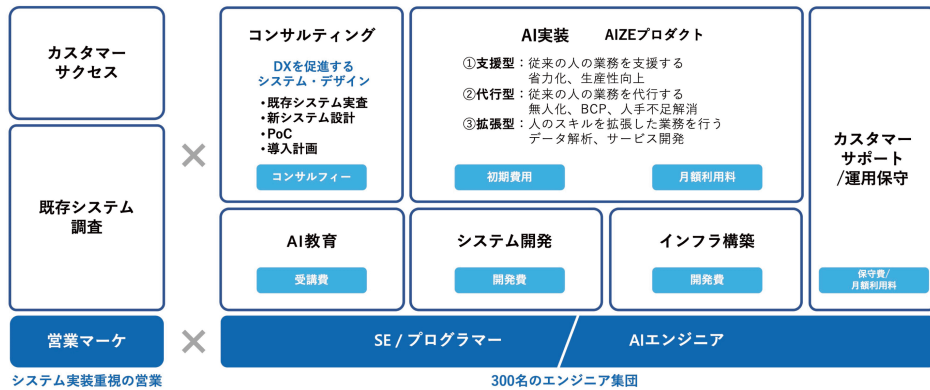 カスタマー
サクセス
既存システム
調査
営業マーケ
システム実装重視の営業
×
×
コンサルティング
DXを促進する
システム・デザイン
・既存システム実査
・新システム設計
・PoC
・導入計画
コンサルフィー
AI実装 AIZEプロダクト
①支援型：従来の人の業務を支援する
省力化、生産性向上
②代行型：従来の人の業務を代行する
無人化、BCP、人手不足解消
③拡張型：人のスキルを拡張した業務を行う
データ解析、サービス開発
初期費用
月額利用料
AI教育
受講費
システム開発
開発費
インフラ構築
開発費
カスタマー
サポート
/運用保守
保守費/
月額利用料
SE / プログラマー
AIエンジニア
300名のエンジニア集団